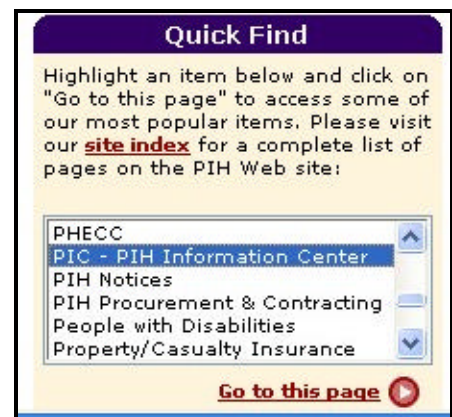 Quick Find
Highlight an item below and click on
"Go to this page" to access some of
our most popular items. Please visit
our site index for a complete list of
pages on the PIH Web site:
PHECC
PIC - PIH Information Center
PIH Notices
PIH Procurement & Contracting
People with Disabilities
Property/Casualty Insurance
Go to this page